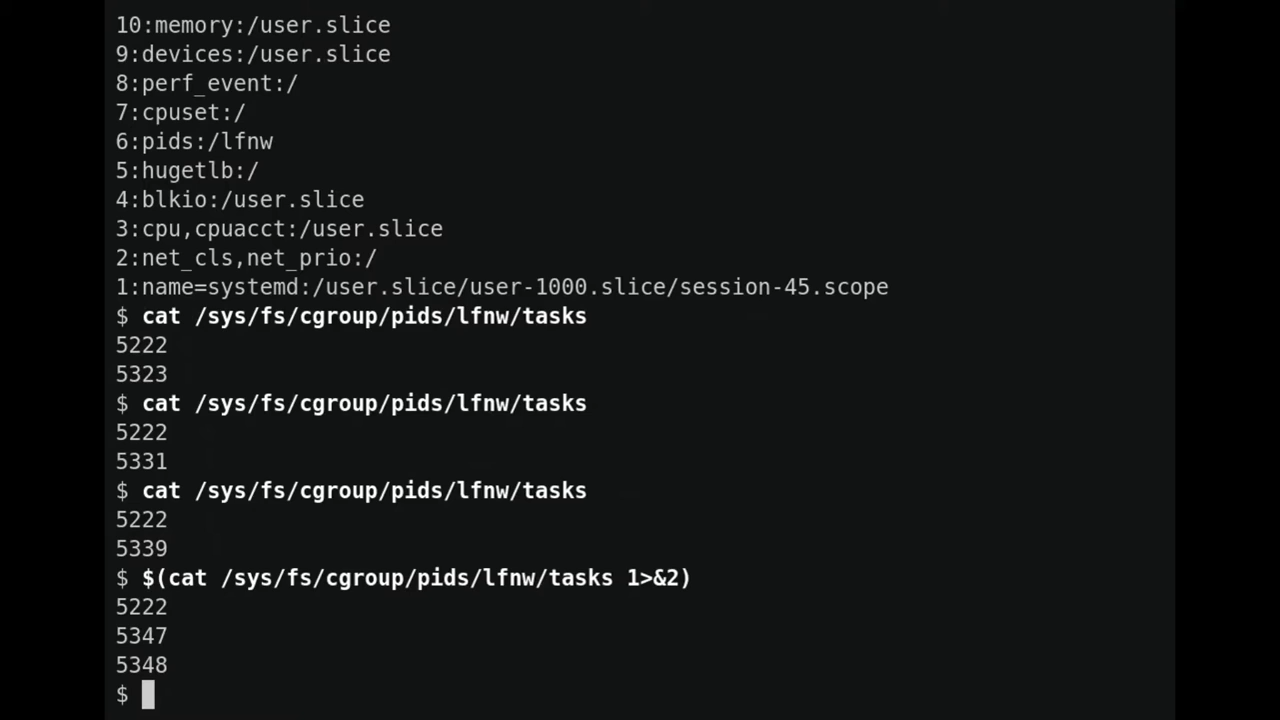 10:memory:/user.slice
9:devices:/user.slice
8:perf_event:/
7:cpuset:/
6:pids:/lfnw
5:hugetlb:/
4:blkio:/user.slice
3:cpu,cpuacct:/user.slice
2:net_cls,net_prio:/
1:name=systemd:/user.slice/user-1000.slice/session-45.scope
$ cat /sys/fs/cgroup/pids/lfnw/tasks
5222
5323
$ cat /sys/fs/cgroup/pids/lfnw/tasks
5222
5331
$ cat /sys/fs/cgroup/pids/lfnw/tasks
5222
5339
$ $(cat /sys/fs/cgroup/pids/lfnw/tasks 1>&2)
5222
5347
5348
$